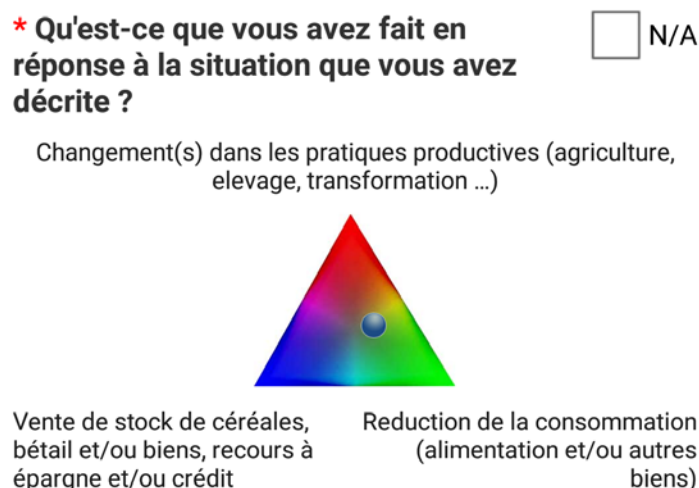 * Qu'est-ce que vous avez fait en
réponse à la situation que vous avez
décrite ?
N/A
Changement(s) dans les pratiques productives (agriculture,
elevage, transformation ...)
Vente de stock de céréales,
bétail et/ou biens, recours à
épargne et/ou crédit
Reduction de la consommation
(alimentation et/ou autres
biens)